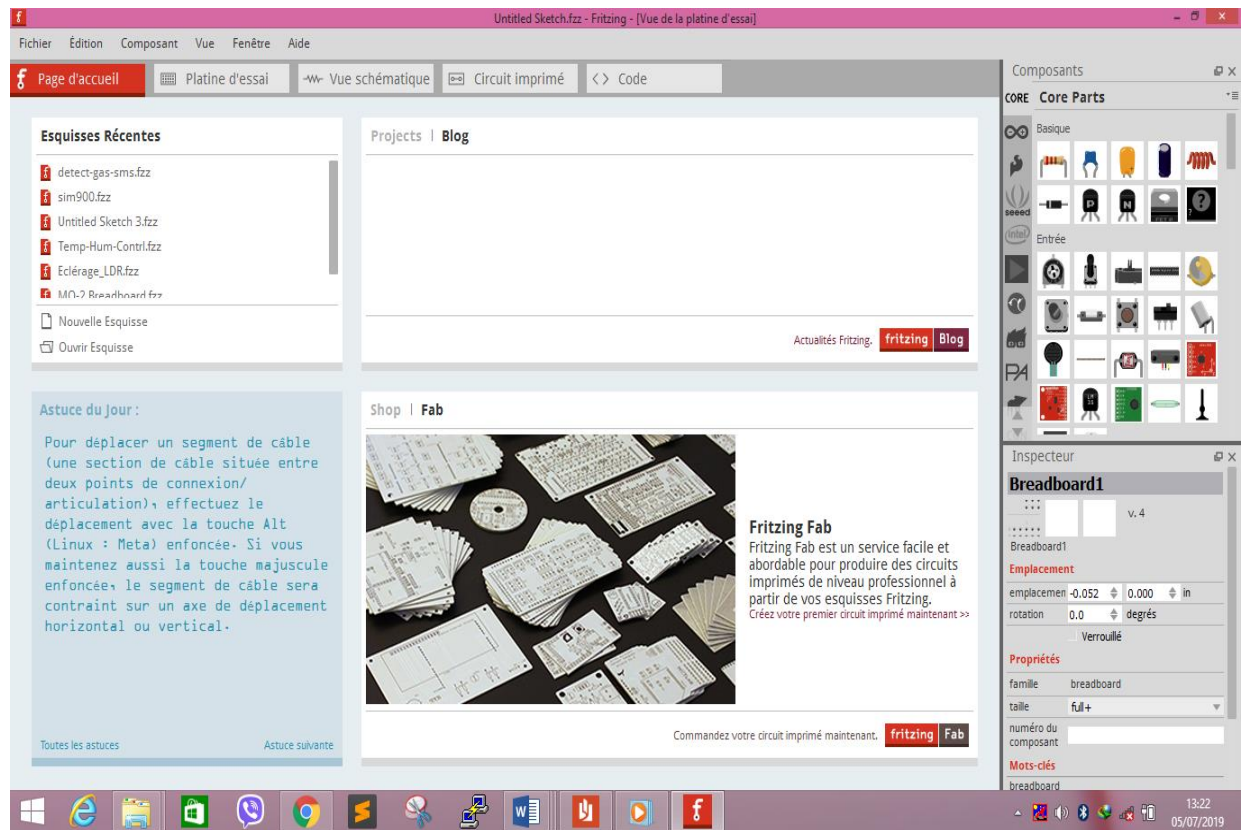 Untitled Sketch.fzz - Fritzing - [Vue de la platine d'essai]
Fichier Édition Composant Vue Fenêtre Aide
Page d'accueil Platine d'essai Vue schématique Circuit imprimé Code
Esquisses Récentes
detect-gas-sms.fzz
sim900.fzz
Untitled Sketch 3.fzz
Temp-Hum-Contrl.fzz
Eclérage_LDR.fzz
MQ-2 Breadboard.fzz
Nouvelle Esquisse
Ouvrir Esquisse
Projects | Blog
Actualités Fritzing. fritzing Blog
Astuce du Jour :
Pour déplacer un segment de câble
(une section de câble située entre
deux points de connexion/
articulation), effectuez le
déplacement avec la touche Alt
(Linux : Meta) enfoncée. Si vous
maintenez aussi la touche majuscule
enfoncée, le segment de câble sera
contraint sur un axe de déplacement
horizontal ou vertical.
Toutes les astuces Astuce suivante
Shop | Fab
Fritzing Fab
Fritzing Fab est un service facile et
abordable pour produire des circuits
imprimés de niveau professionnel à
partir de vos esquisses Fritzing.
Créez votre premier circuit imprimé maintenant >>
Commandez votre circuit imprimé maintenant. fritzing Fab
Composants
CORE Core Parts
Basique
seeed
intel
Entrée
PA
Inspecteur
Breadboard1
v. 4
Breadboard1
Emplacement
emplacemen -0.052 0.000 in
rotation 0.0 degrés
Verrouillé
Propriétés
famille breadboard
taille full+
numéro du
composant
Mots-clés
breadboard
13:22
05/07/2019